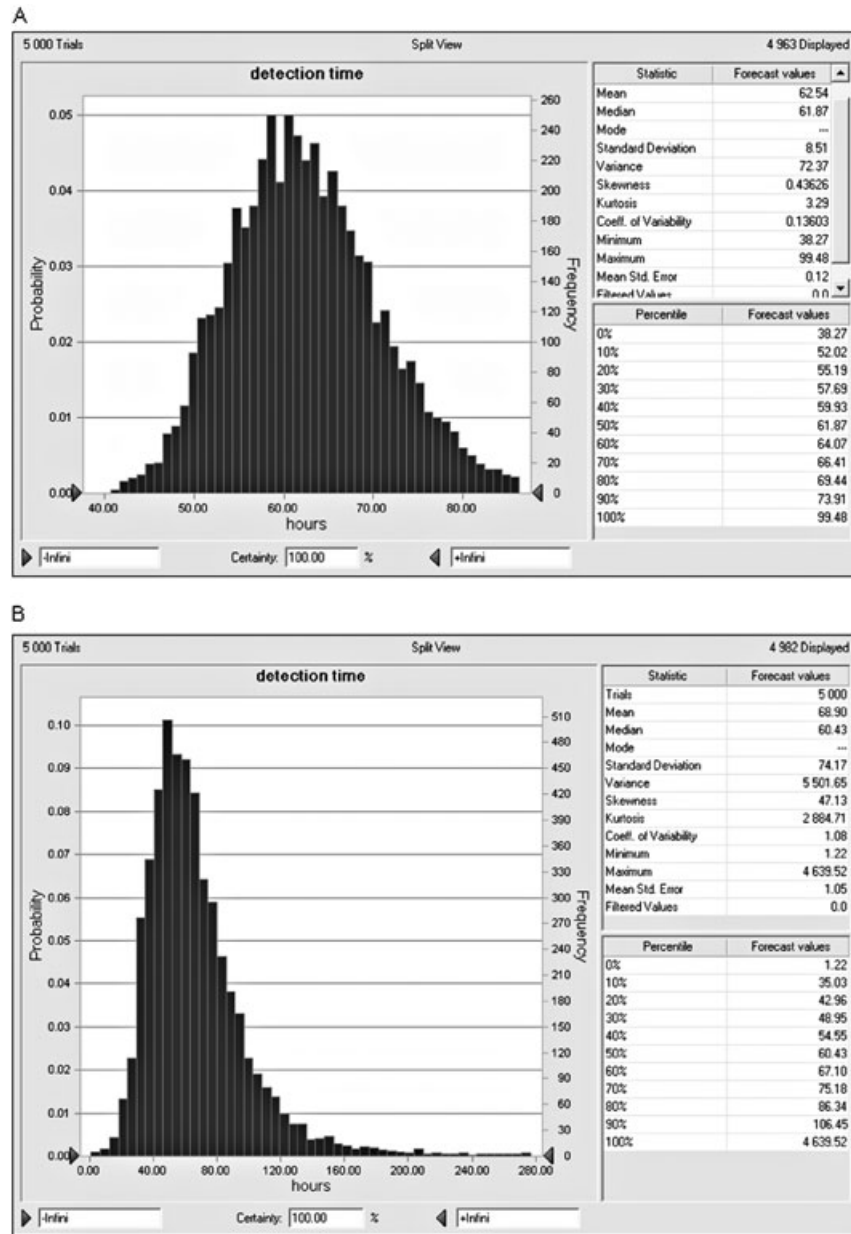 A
5 000 Trials Split View 4 963 Displayed
detection time
0.05
0.04
0.03
0.02
0.01
0.00
Probability
260
240
220
200
180
160
140
120
100
80
60
40
20
0
Frequency
40.00 50.00 60.00 70.00 80.00
hours
-Infini Certainty: 100.00 % +Infini
Statistic Forecast values
Mean 62.54
Median 61.87
Mode ---
Standard Deviation 8.51
Variance 72.37
Skewness 0.43626
Kurtosis 3.29
Coeff. of Variability 0.13603
Minimum 38.27
Maximum 99.48
Mean Std. Error 0.12
Filtered Values 0.0
Percentile Forecast values
0% 38.27
10% 52.02
20% 55.19
30% 57.69
40% 59.93
50% 61.87
60% 64.07
70% 66.41
80% 69.44
90% 73.91
100% 99.48
B
5 000 Trials Split View 4 982 Displayed
detection time
0.10
0.09
0.08
0.07
0.06
0.05
0.04
0.03
0.02
0.01
0.00
Probability
510
480
450
420
390
360
330
300
270
240
210
180
150
120
90
60
30
0
Frequency
0.00 40.00 80.00 120.00 160.00 200.00 240.00 280.00
hours
-Infini Certainty: 100.00 % +Infini
Statistic Forecast values
Trials 5 000
Mean 68.90
Median 60.43
Mode ---
Standard Deviation 74.17
Variance 5 501.65
Skewness 47.13
Kurtosis 2 884.71
Coeff. of Variability 1.08
Minimum 1.22
Maximum 4 639.52
Mean Std. Error 1.05
Filtered Values 0.0
Percentile Forecast values
0% 1.22
10% 35.03
20% 42.96
30% 48.95
40% 54.55
50% 60.43
60% 67.10
70% 75.18
80% 86.34
90% 106.45
100% 4 639.52